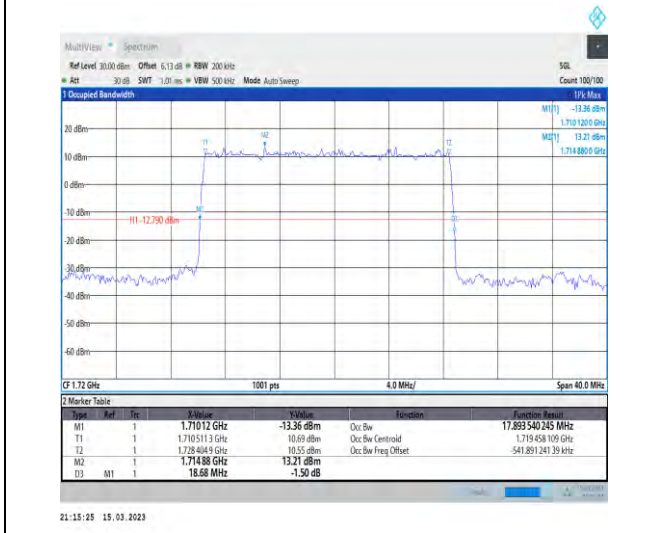 MultiView Spectrum
Ref Level 30.00 dBm Offset 6.13 dB RBW 200 kHz SGL
Att 30 dB SWT 1.01 ms VBW 500 kHz Mode Auto Sweep Count 100/100
1 Occupied Bandwidth 1Pk Max
M1[1] -13.36 dBm
1.710 120 0 GHz
M2[1] 13.21 dBm
1.714 880 0 GHz
20 dBm
T1 M2 T2
10 dBm
0 dBm
-10 dBm
M1
H1 -12.790 dBm
D3
-20 dBm
-30 dBm
-40 dBm
-50 dBm
-60 dBm
CF 1.72 GHz 1001 pts 4.0 MHz/ Span 40.0 MHz
2 Marker Table
Type Ref Trc X-Value Y-Value Function Function Result
M1 1 1.71012 GHz -13.36 dBm Occ Bw 17.893 540 245 MHz
T1 1 1.710 511 3 GHz 10.69 dBm Occ Bw Centroid 1.719 458 109 GHz
T2 1 1.728 404 9 GHz 10.55 dBm Occ Bw Freq Offset -541.891 241 39 kHz
M2 1 1.714 88 GHz 13.21 dBm
D3 M1 1 18.68 MHz -1.50 dB
21:15:25 15.03.2023